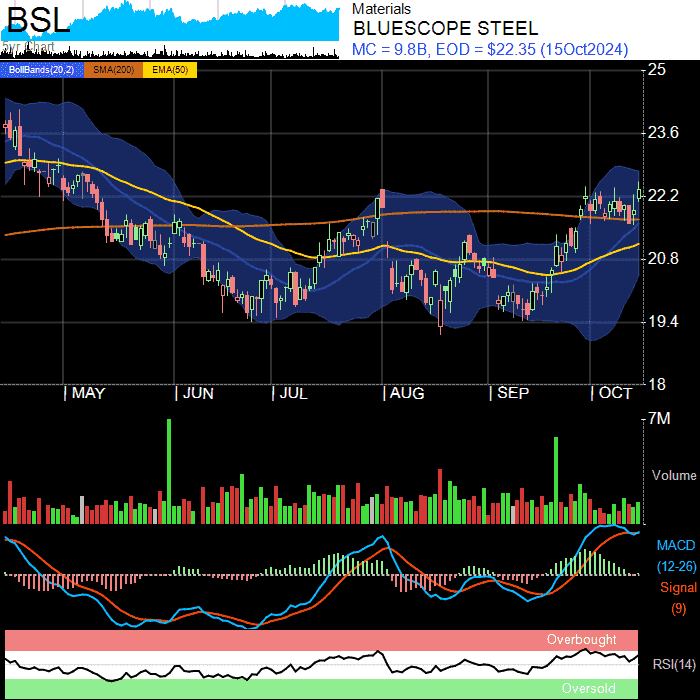 BSL
5yr Chart
Materials
BLUESCOPE STEEL
MC = 9.8B, EOD = $22.35 (15Oct2024)
BollBands(20,2) SMA(200) EMA(50)
25
23.6
22.2
20.8
19.4
18
MAY JUN JUL AUG SEP OCT
7M
Volume
MACD
(12-26)
Signal
(9)
Overbought
RSI(14)
Oversold